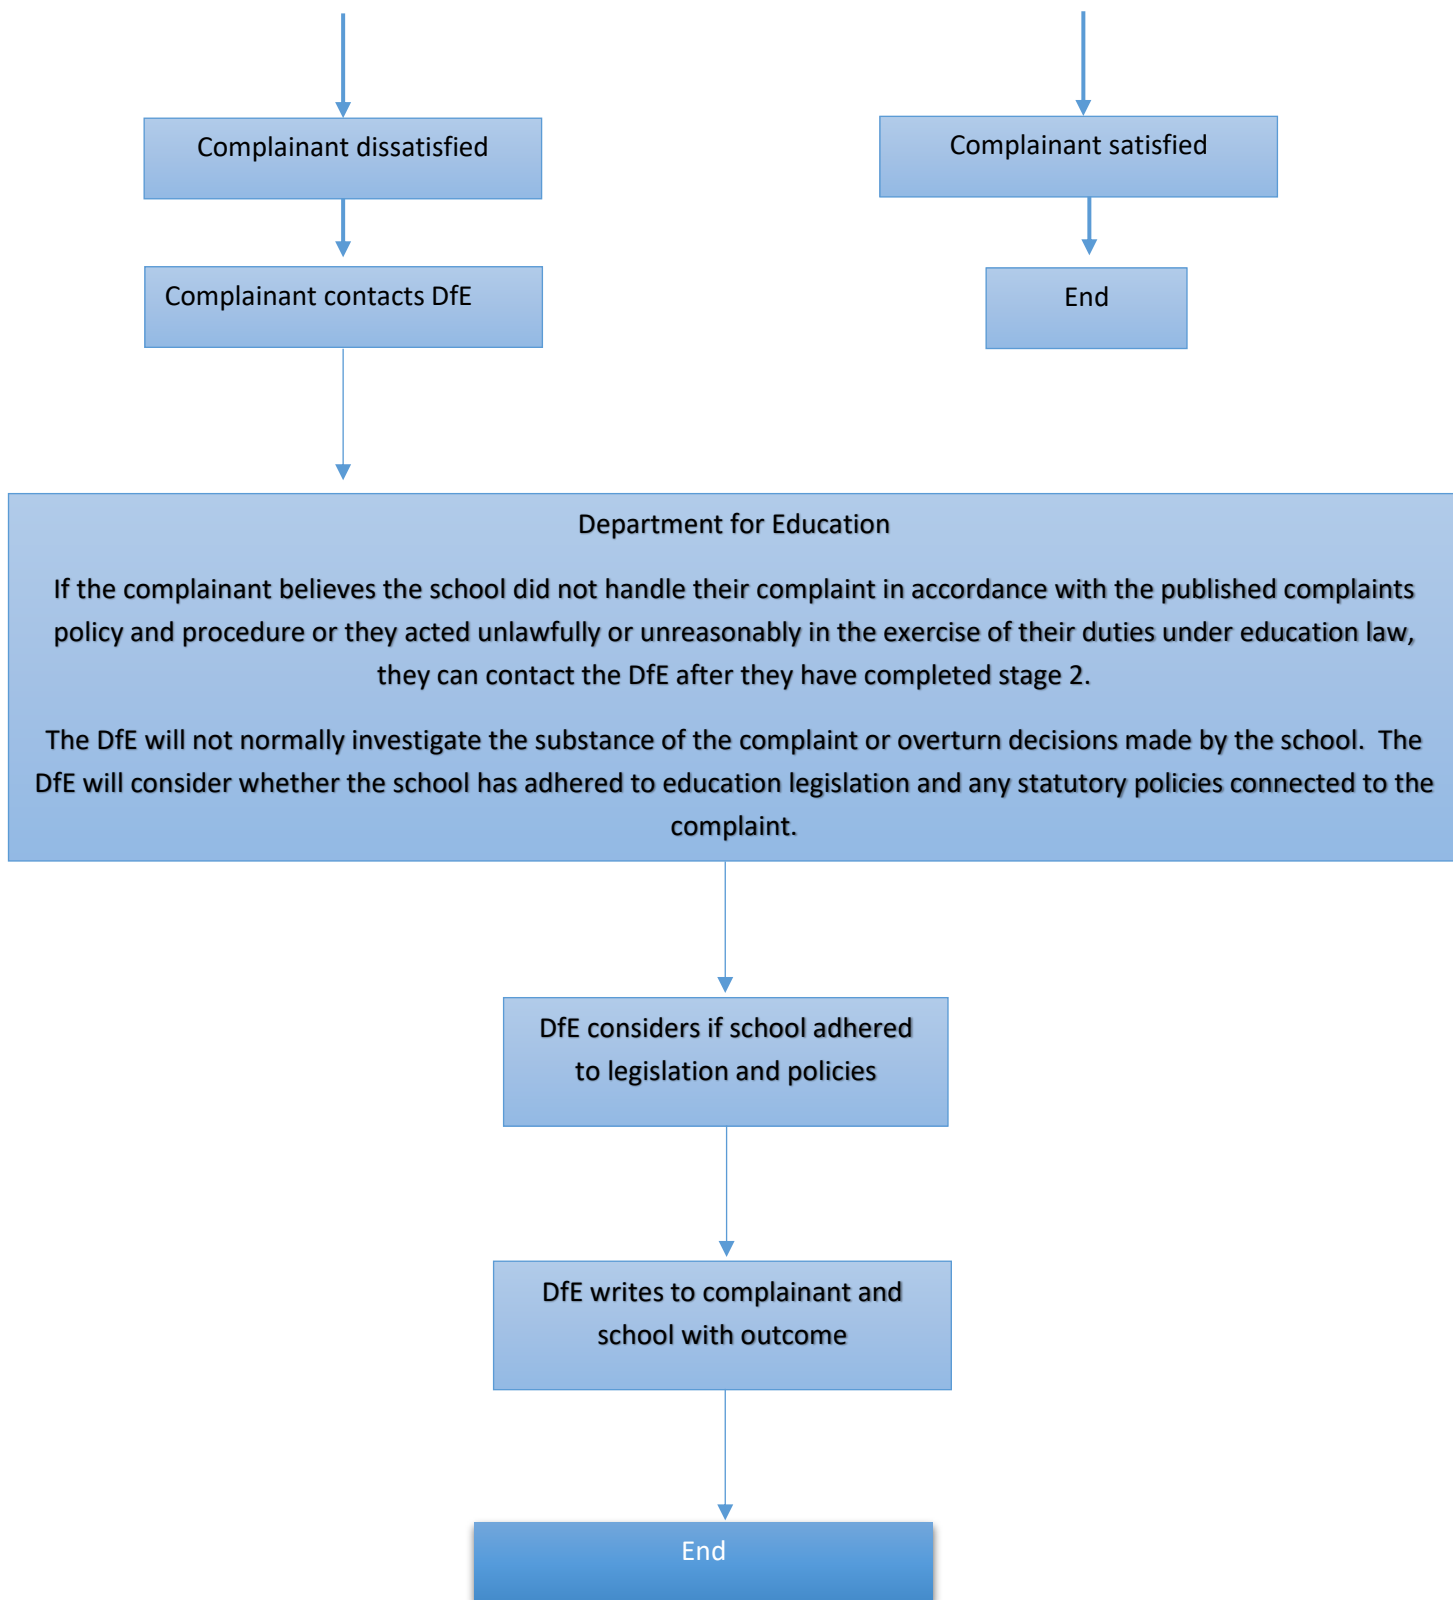 Complainant dissatisfied
Complainant satisfied
Complainant contacts DfE
End
Department for Education
If the complainant believes the school did not handle their complaint in accordance with the published complaints
policy and procedure or they acted unlawfully or unreasonably in the exercise of their duties under education law,
they can contact the DfE after they have completed stage 2.
The DfE will not normally investigate the substance of the complaint or overturn decisions made by the school.  The
DfE will consider whether the school has adhered to education legislation and any statutory policies connected to the
complaint.
DfE considers if school adhered
to legislation and policies
DfE writes to complainant and
school with outcome
End